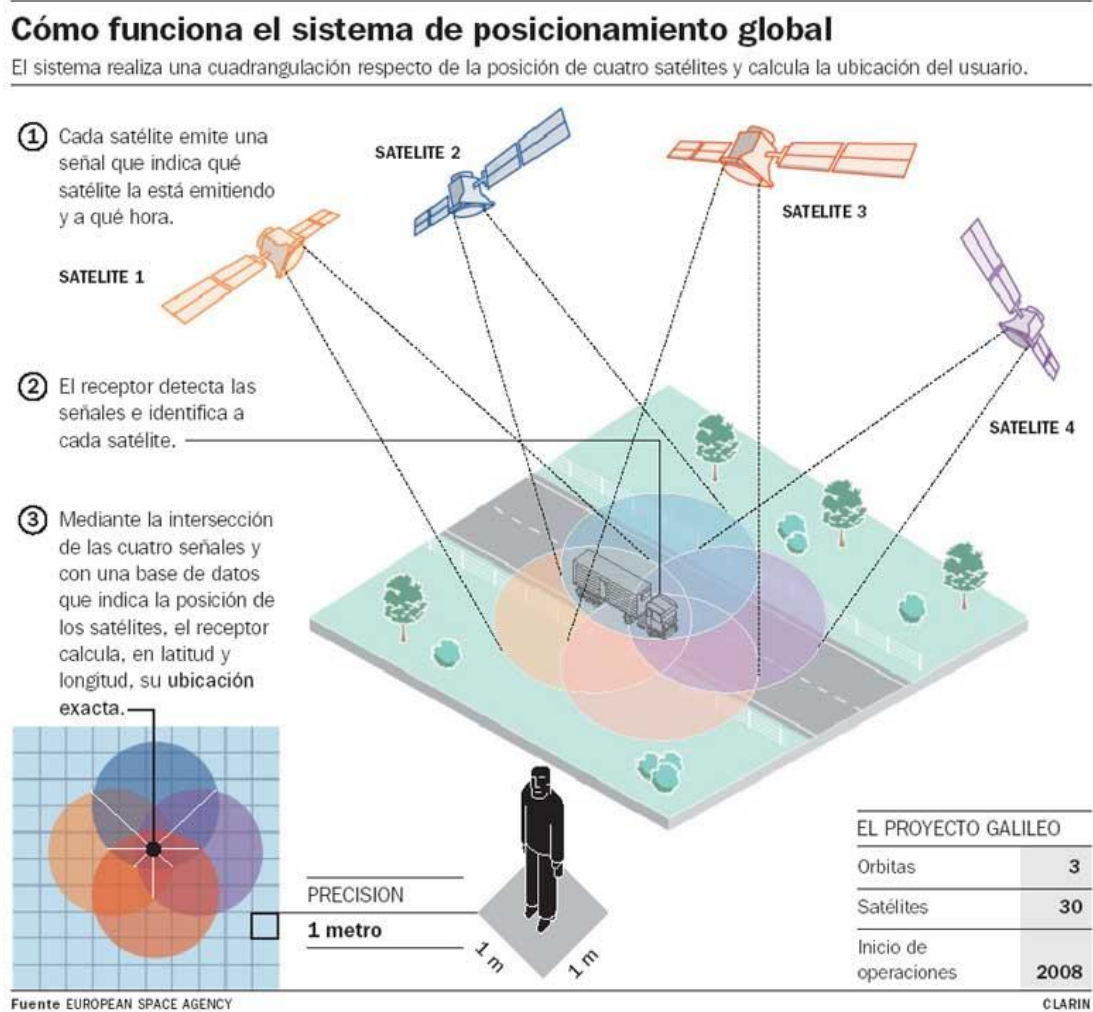 Cómo funciona el sistema de posicionamiento global
El sistema realiza una cuadrangulación respecto de la posición de cuatro satélites y calcula la ubicación del usuario.
1 Cada satélite emite una
señal que indica qué
satélite la está emitiendo
y a qué hora.
SATELITE 1
SATELITE 2
SATELITE 3
SATELITE 4
2 El receptor detecta las
señales e identifica a
cada satélite.
3 Mediante la intersección
de las cuatro señales y
con una base de datos
que indica la posición de
los satélites, el receptor
calcula, en latitud y
longitud, su ubicación
exacta.
PRECISION
1 metro
1 m
1 m
EL PROYECTO GALILEO
Orbitas 3
Satélites 30
Inicio de
operaciones 2008
Fuente EUROPEAN SPACE AGENCY
CLARIN